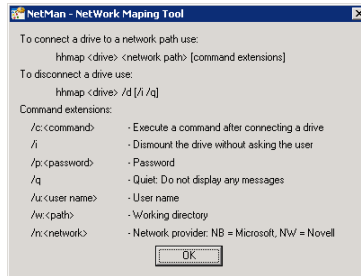 NetMan - NetWork Maping Tool
To connect a drive to a network path use:
hhmap <drive> <network path> [command extensions]
To disconnect a drive use:
hhmap <drive> /d [/i /q]
Command extensions:
/c:<command> - Execute a command after connecting a drive
/i - Dismount the drive without asking the user
/p:<password> - Password
/q - Quiet: Do not display any messages
/u:<user name> - User name
/w:<path> - Working directory
/n:<network> - Network provider: NB = Microsoft, NW = Novell
OK